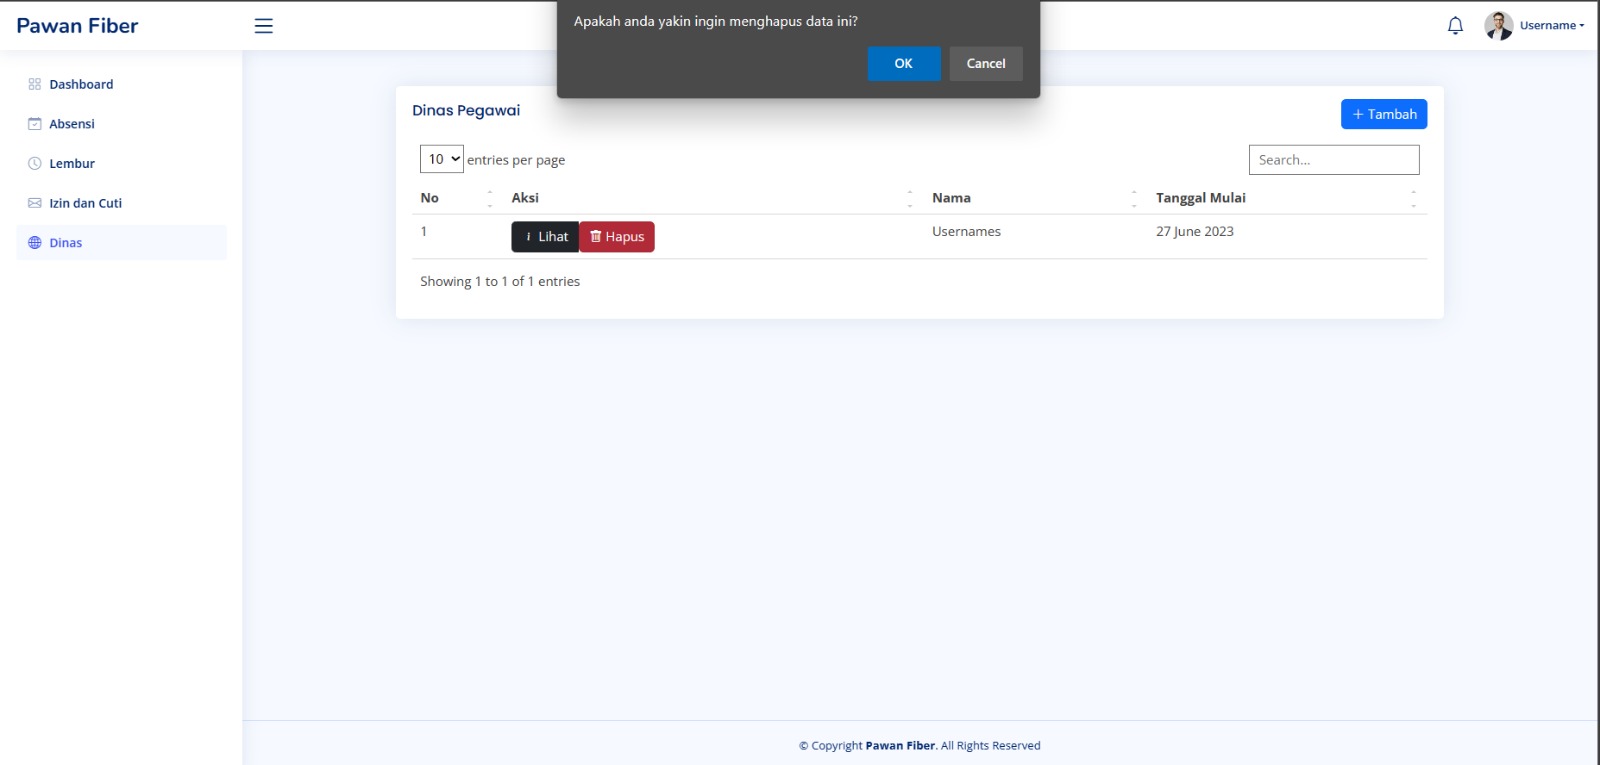 Pawan Fiber
Apakah anda yakin ingin menghapus data ini?
OK Cancel
Username
Dashboard
Absensi
Lembur
Izin dan Cuti
Dinas
Dinas Pegawai
+ Tambah
10 entries per page
Search...
No Aksi Nama Tanggal Mulai
1 i Lihat Hapus Usernames 27 June 2023
Showing 1 to 1 of 1 entries
© Copyright Pawan Fiber. All Rights Reserved